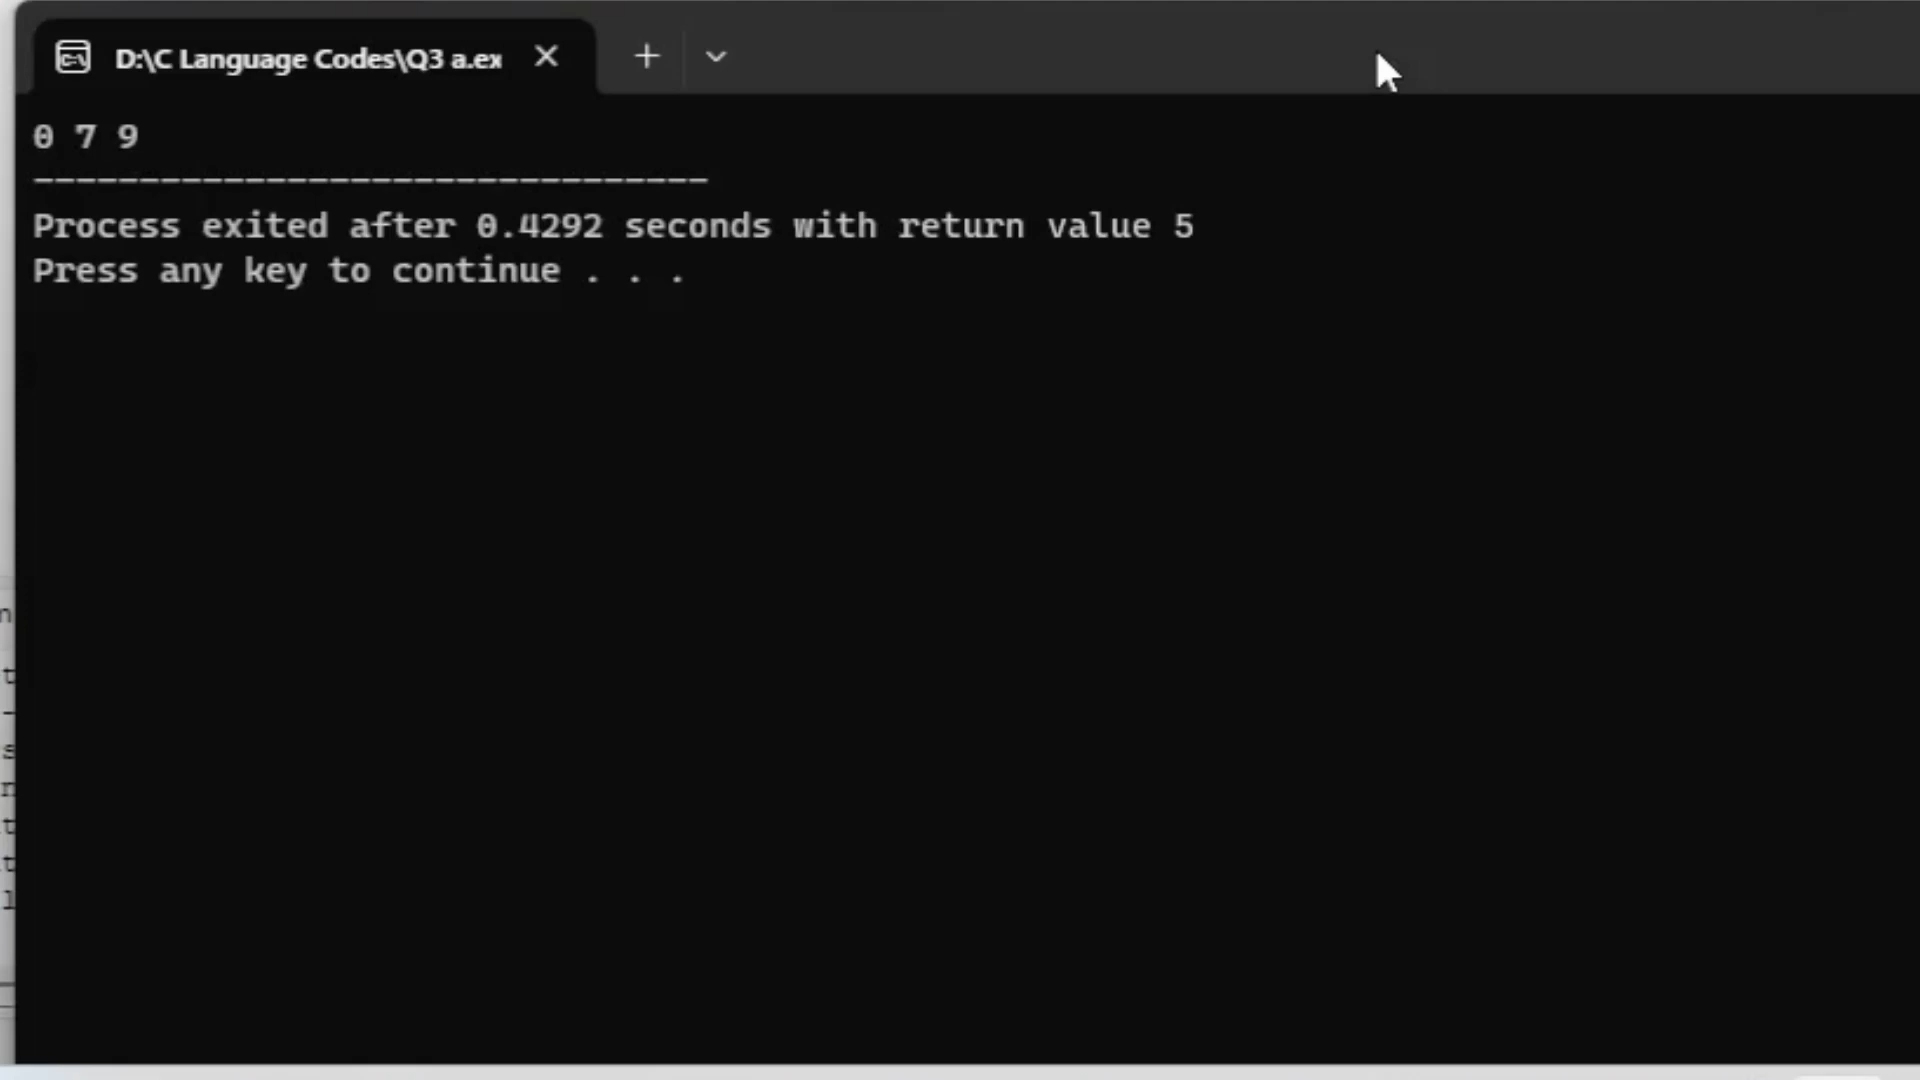 D:\C Language Codes\Q3 a.ex
0 7 9
--------------------------------
Process exited after 0.4292 seconds with return value 5
Press any key to continue . . .